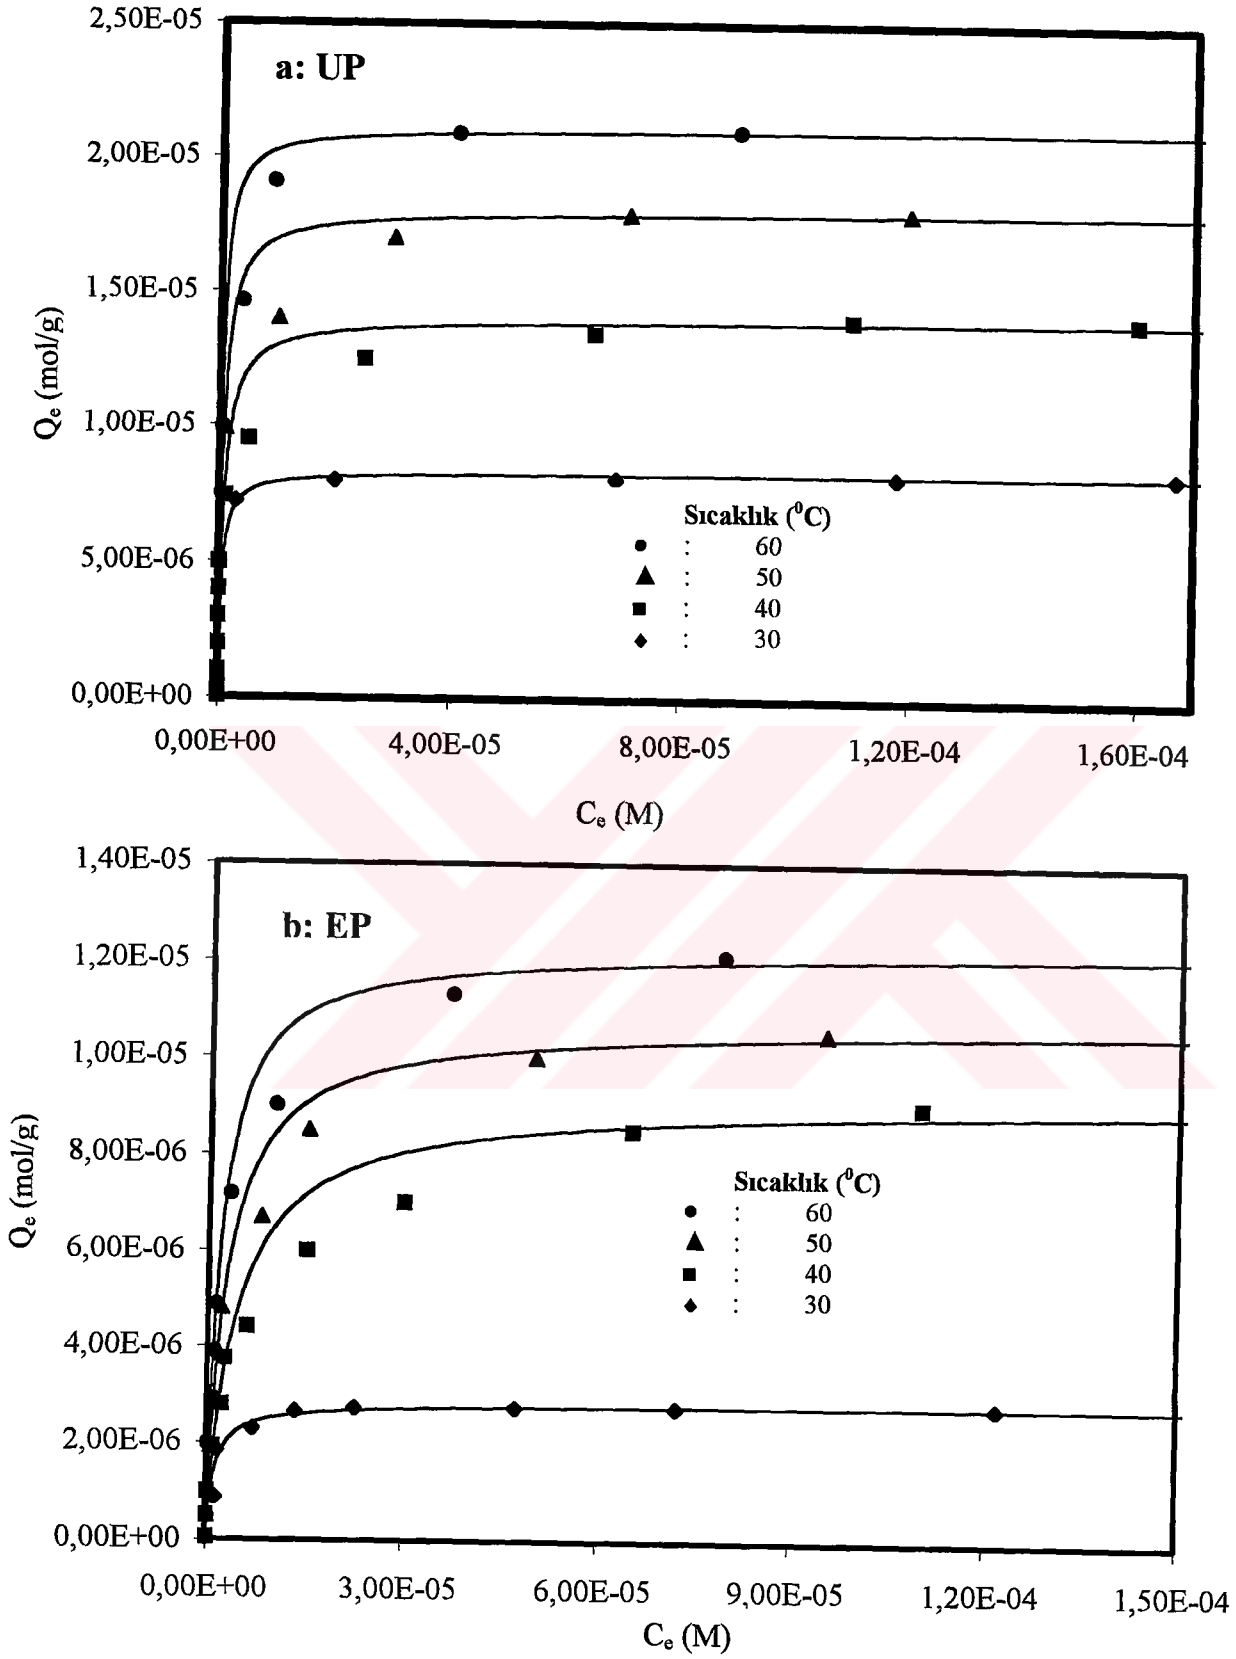 2,50E-05
a: UP
2,00E-05
1,50E-05
1,00E-05
5,00E-06
0,00E+00
Qe (mol/g)
Sıcaklık (⁰C)
: 60
: 50
: 40
: 30
0,00E+00 4,00E-05 8,00E-05 1,20E-04 1,60E-04
Ce (M)
1,40E-05
b: EP
1,20E-05
1,00E-05
8,00E-06
6,00E-06
4,00E-06
2,00E-06
0,00E+00
Qe (mol/g)
Sıcaklık (⁰C)
: 60
: 50
: 40
: 30
0,00E+00 3,00E-05 6,00E-05 9,00E-05 1,20E-04 1,50E-04
Ce (M)